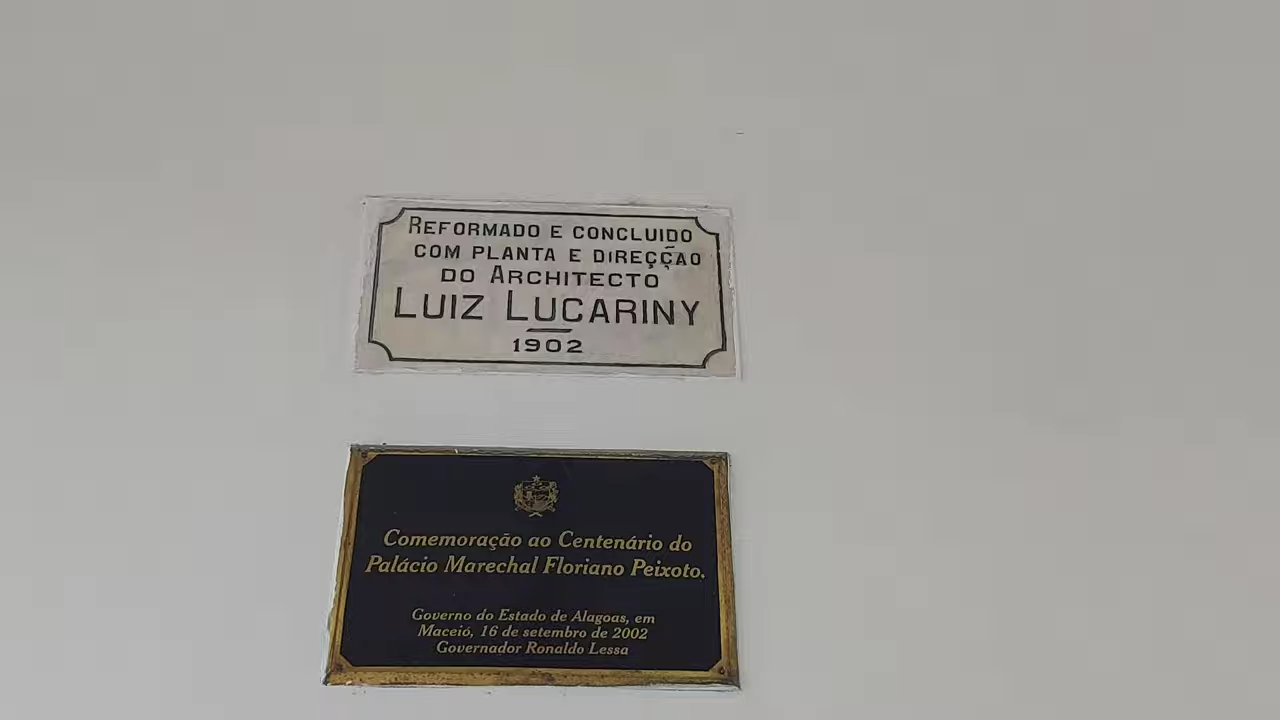 REFORMADO E CONCLUIDO
COM PLANTA E DIRECÇÃO
DO ARCHITECTO
LUIZ LUCARINY
1902
Comemoração ao Centenário do
Palácio Marechal Floriano Peixoto.
Governo do Estado de Alagoas, em
Maceió, 16 de setembro de 2002
Governador Ronaldo Lessa